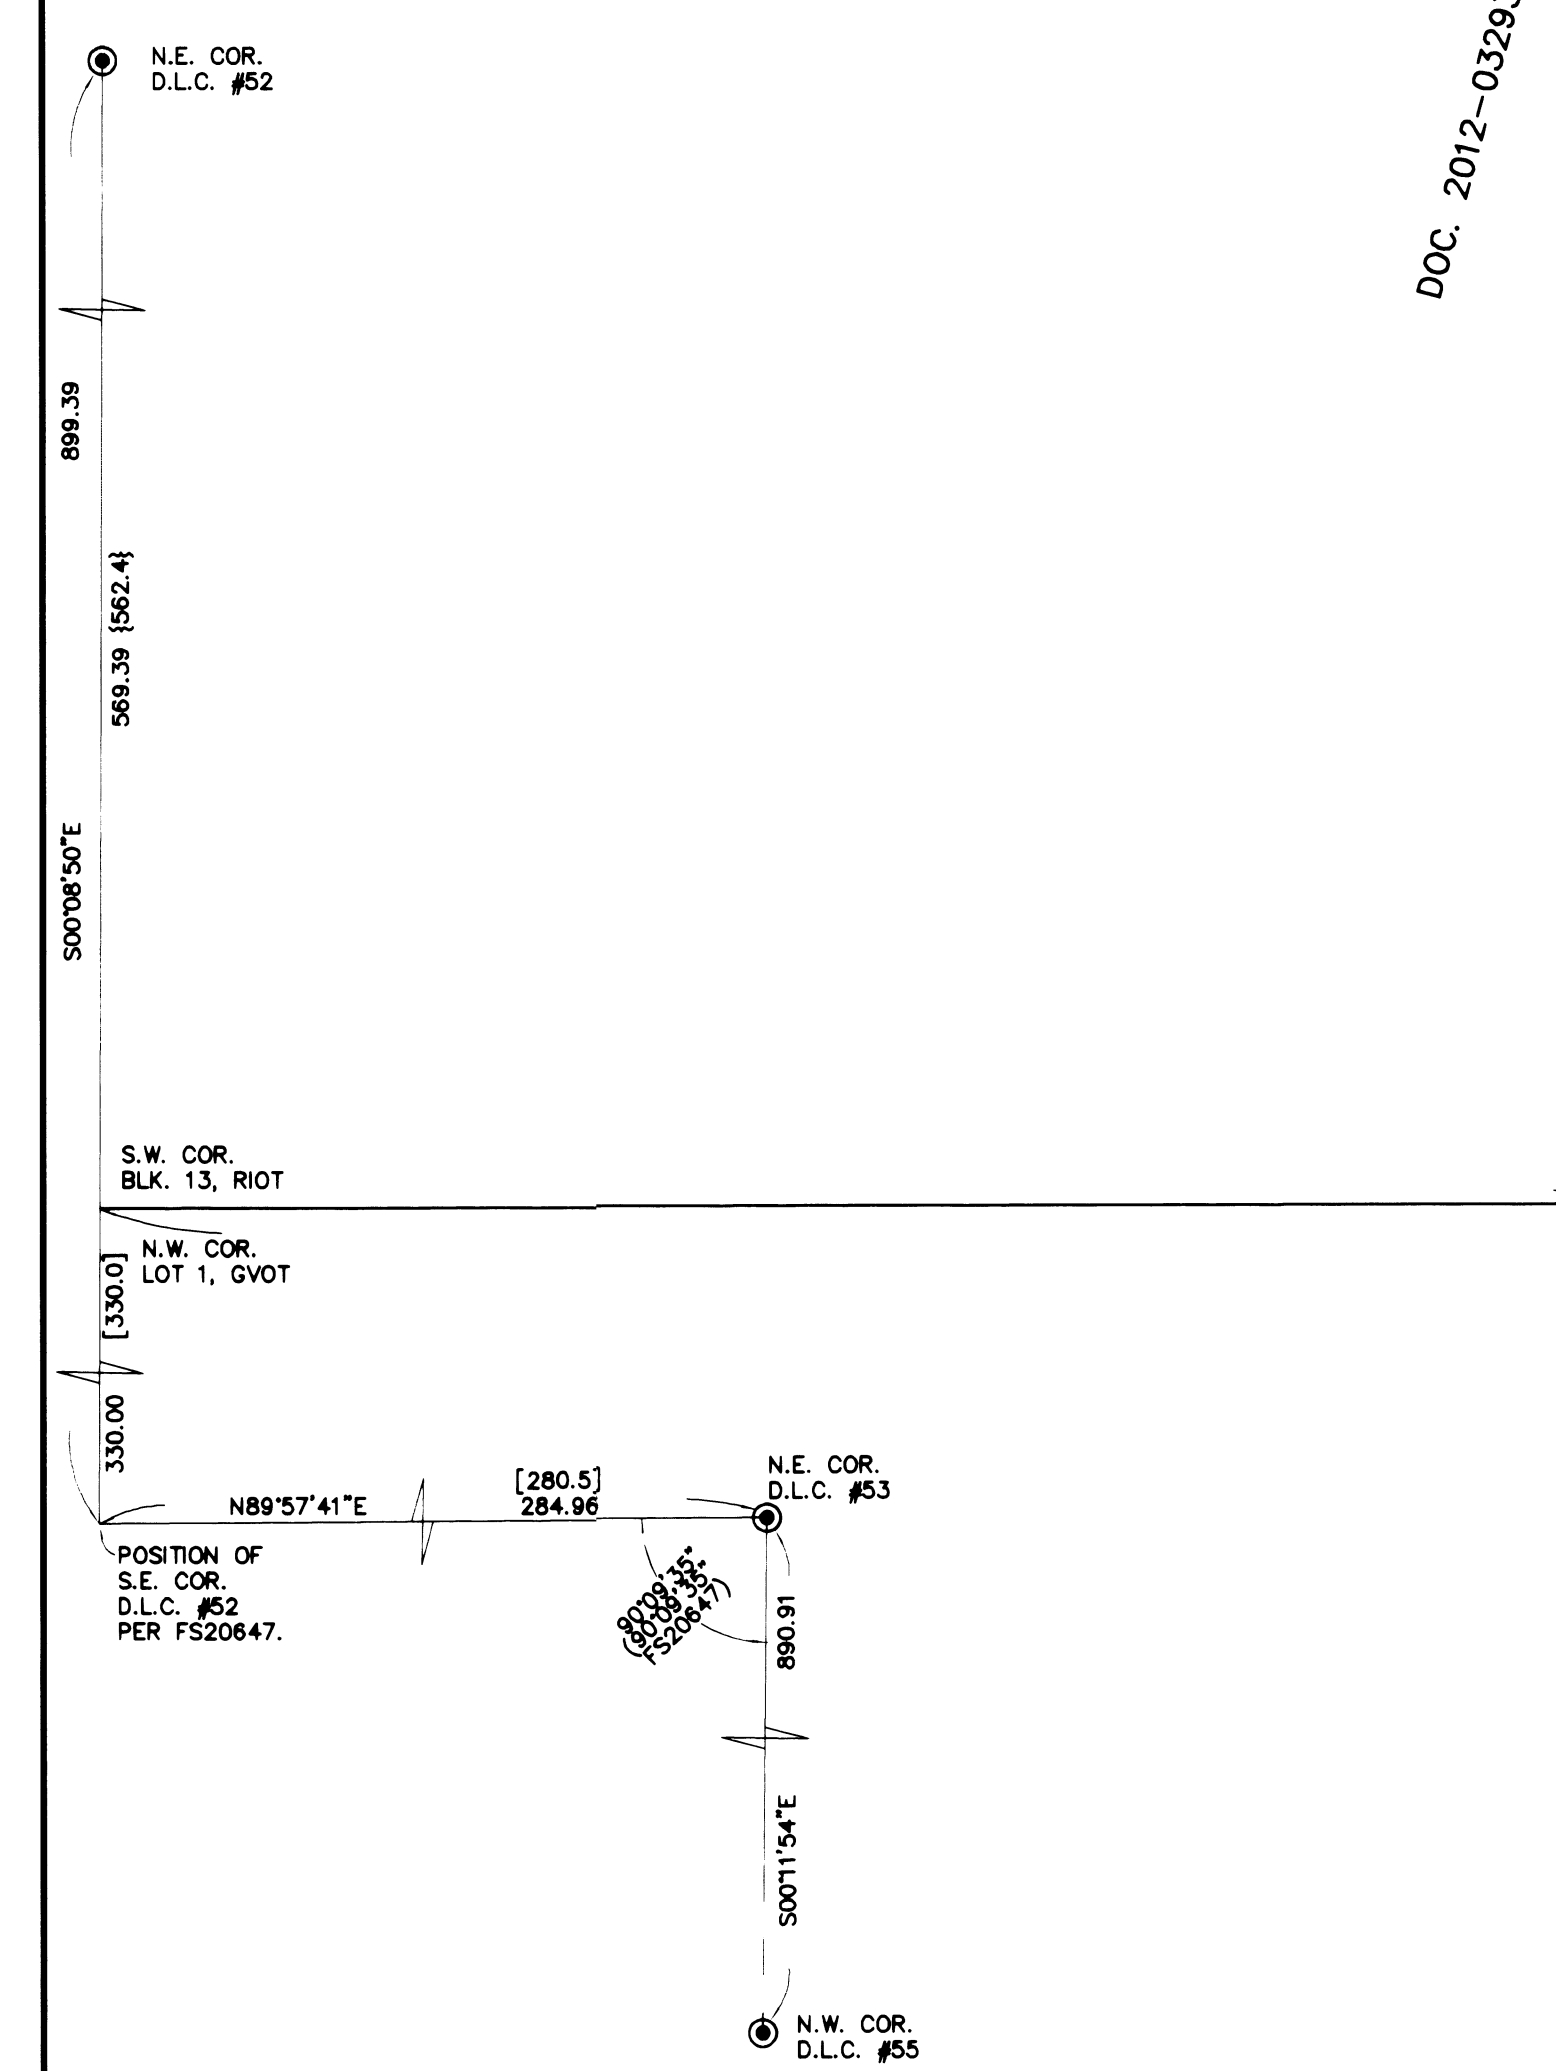 N.E. COR.
D.L.C. #52
DOC. 2012-0329
899.39
569.39 {562.4}
S00°08'50"E
S.W. COR.
BLK. 13, RIOT
N.W. COR.
LOT 1, GVOT
[330.0]
330.00
N.E. COR.
D.L.C. #53
[280.5]
N89°57'41"E
284.96
POSITION OF
S.E. COR.
D.L.C. #52
PER FS20647.
90°09'35"
(90°09'35"
FS20647)
890.91
S00°11'54"E
N.W. COR.
D.L.C. #55